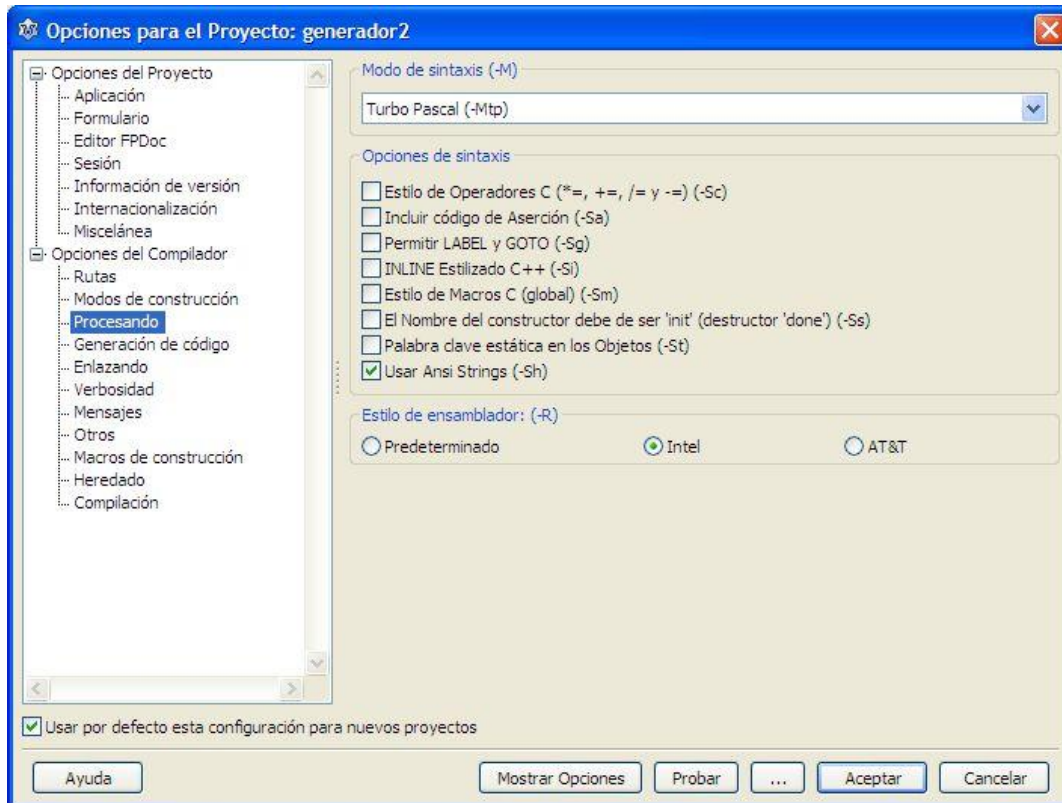 Opciones para el Proyecto: generador2
Opciones del Proyecto
Aplicación
Formulario
Editor FPDoc
Sesión
Información de versión
Internacionalización
Miscelánea
Opciones del Compilador
Rutas
Modos de construcción
Procesando
Generación de código
Enlazando
Verbosidad
Mensajes
Otros
Macros de construcción
Heredado
Compilación
Modo de sintaxis (-M)
Turbo Pascal (-Mtp)
Opciones de sintaxis
Estilo de Operadores C (*=, +=, /= y -=) (-Sc)
Incluir código de Aserción (-Sa)
Permitir LABEL y GOTO (-Sg)
INLINE Estilizado C++ (-Si)
Estilo de Macros C (global) (-Sm)
El Nombre del constructor debe de ser 'init' (destructor 'done') (-Ss)
Palabra clave estática en los Objetos (-St)
Usar Ansi Strings (-Sh)
Estilo de ensamblador: (-R)
Predeterminado Intel AT&T
Usar por defecto esta configuración para nuevos proyectos
Ayuda Mostrar Opciones Probar ... Aceptar Cancelar